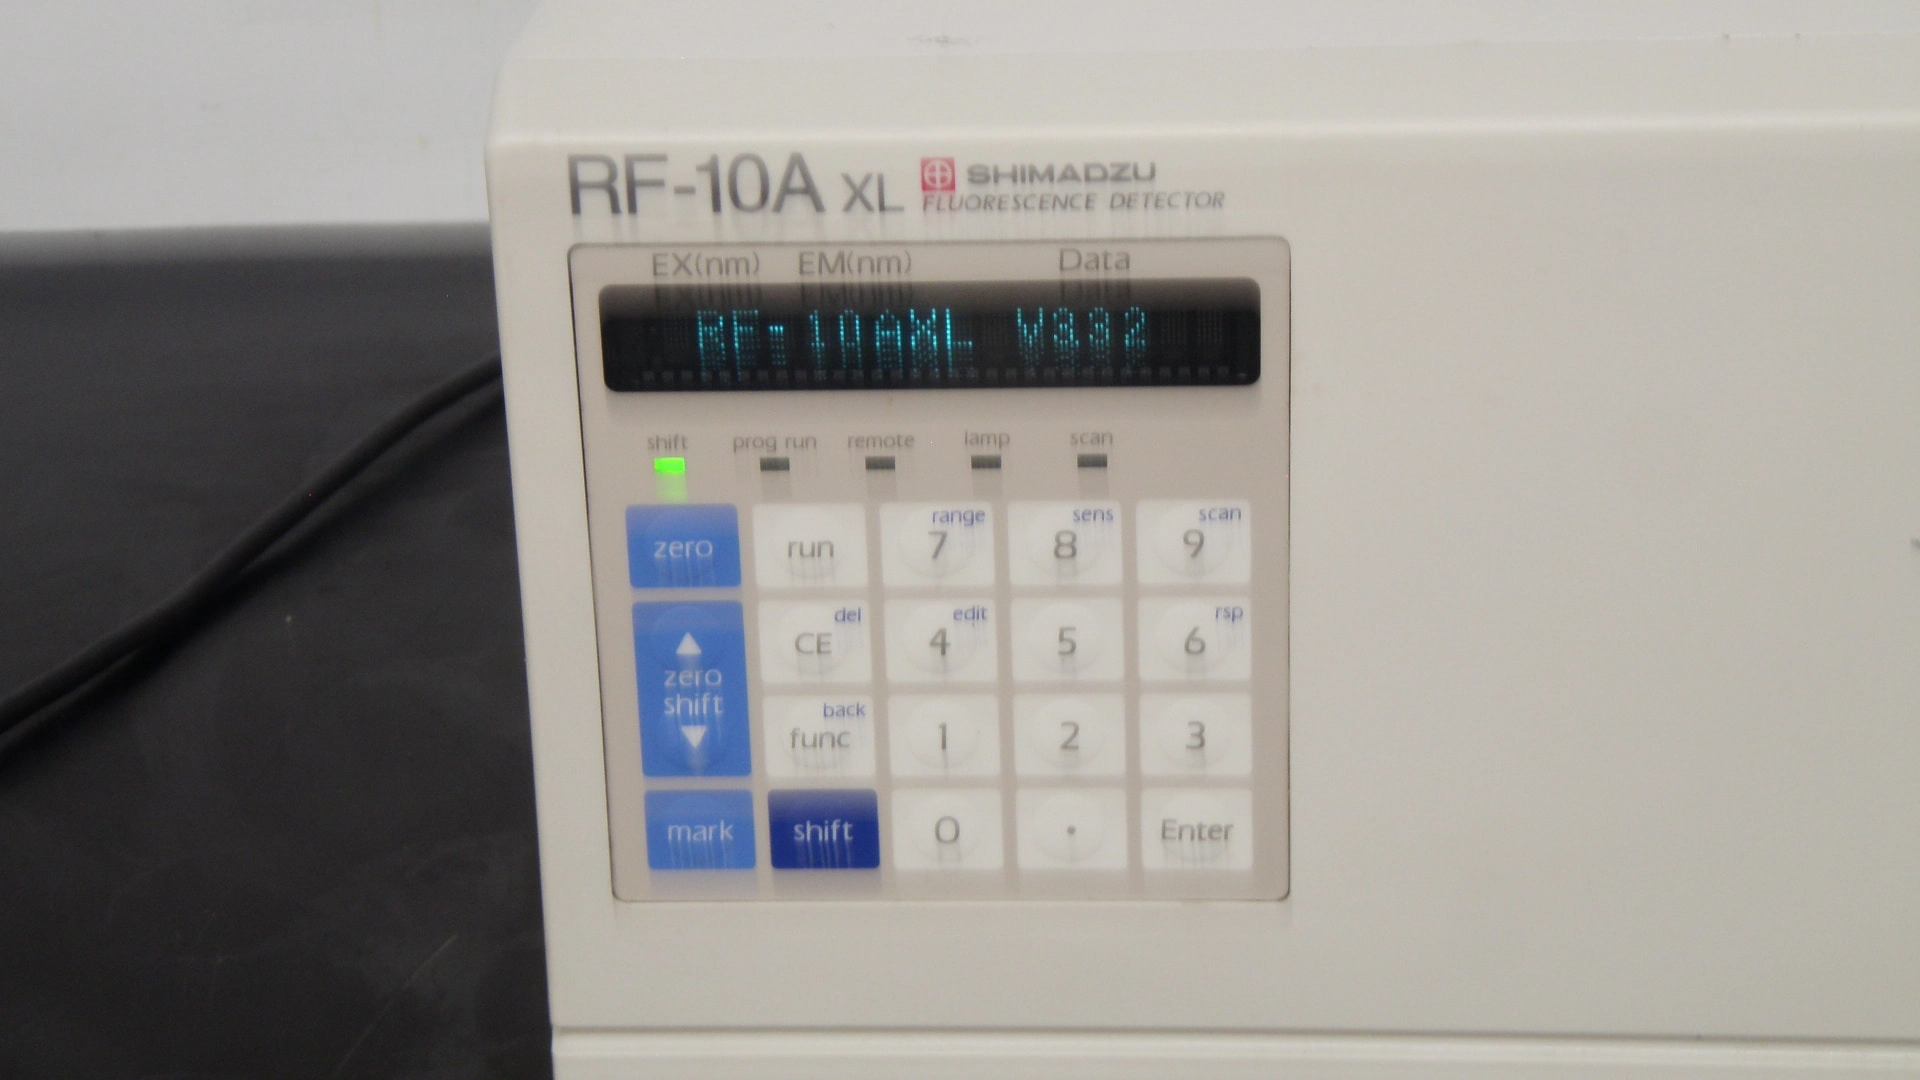 RF-10A XL SHIMADZU
FLUORESCENCE DETECTOR
EX(nm) EM(nm) Data
RF-10AXL
shift prog run remote lamp scan
zero run range 7 sens 8 scan 9
zero shift
del CE edit 4 5 rsp 6
back func 1 2 3
mark shift 0 . Enter